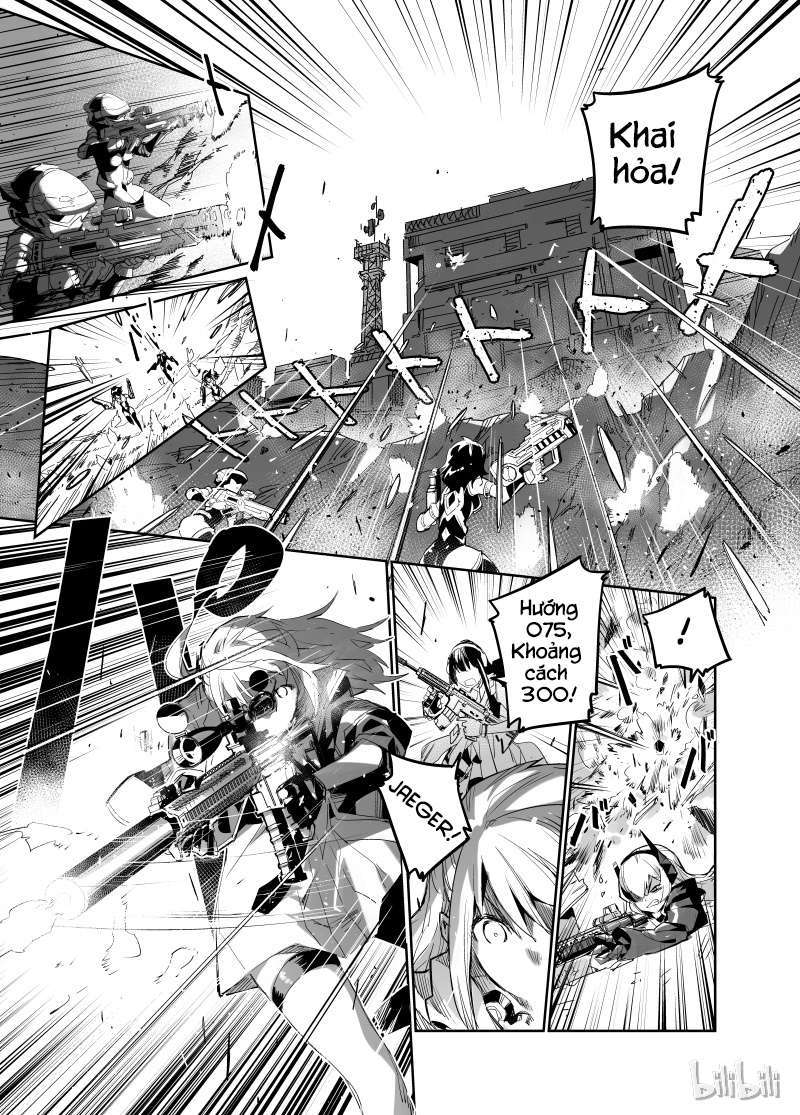 Khai
hỏa!
!
Hướng
075,
Khoảng
cách
300!
JAEGER!
bilibili